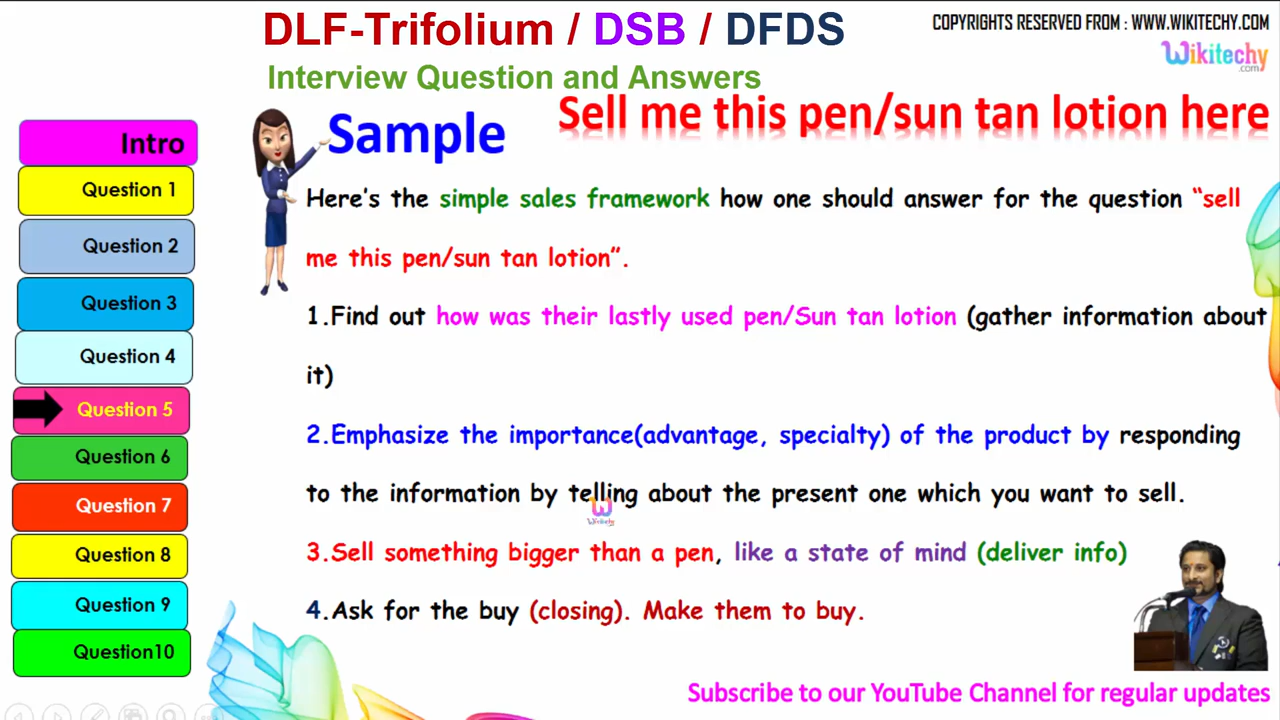 DLF-Trifolium / DSB / DFDS
COPYRIGHTS RESERVED FROM : WWW.WIKITECHY.COM
Wikitechy
.com
Interview Question and Answers
Sell me this pen/sun tan lotion here
Sample
Intro
Question 1
Question 2
Question 3
Question 4
Question 5
Question 6
Question 7
Question 8
Question 9
Question10
Here's the simple sales framework how one should answer for the question “sell
me this pen/sun tan lotion”.
1.Find out how was their lastly used pen/Sun tan lotion (gather information about
it)
2.Emphasize the importance(advantage, specialty) of the product by responding
to the information by telling about the present one which you want to sell.
W
Wikitechy
3.Sell something bigger than a pen, like a state of mind (deliver info)
4.Ask for the buy (closing). Make them to buy.
Subscribe to our YouTube Channel for regular updates